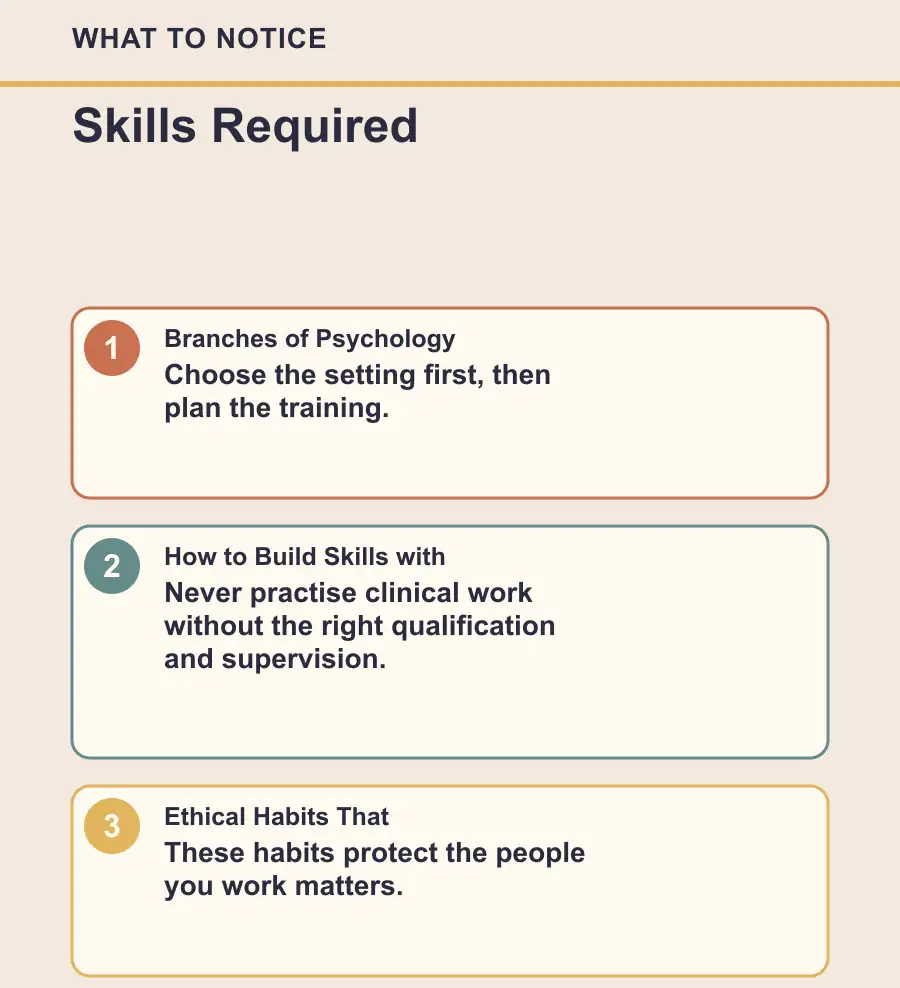 WHAT TO NOTICE
Skills Required
1
Branches of Psychology
Choose the setting first, then
plan the training.
2
How to Build Skills with
Never practise clinical work
without the right qualification
and supervision.
3
Ethical Habits That
These habits protect the people
you work matters.